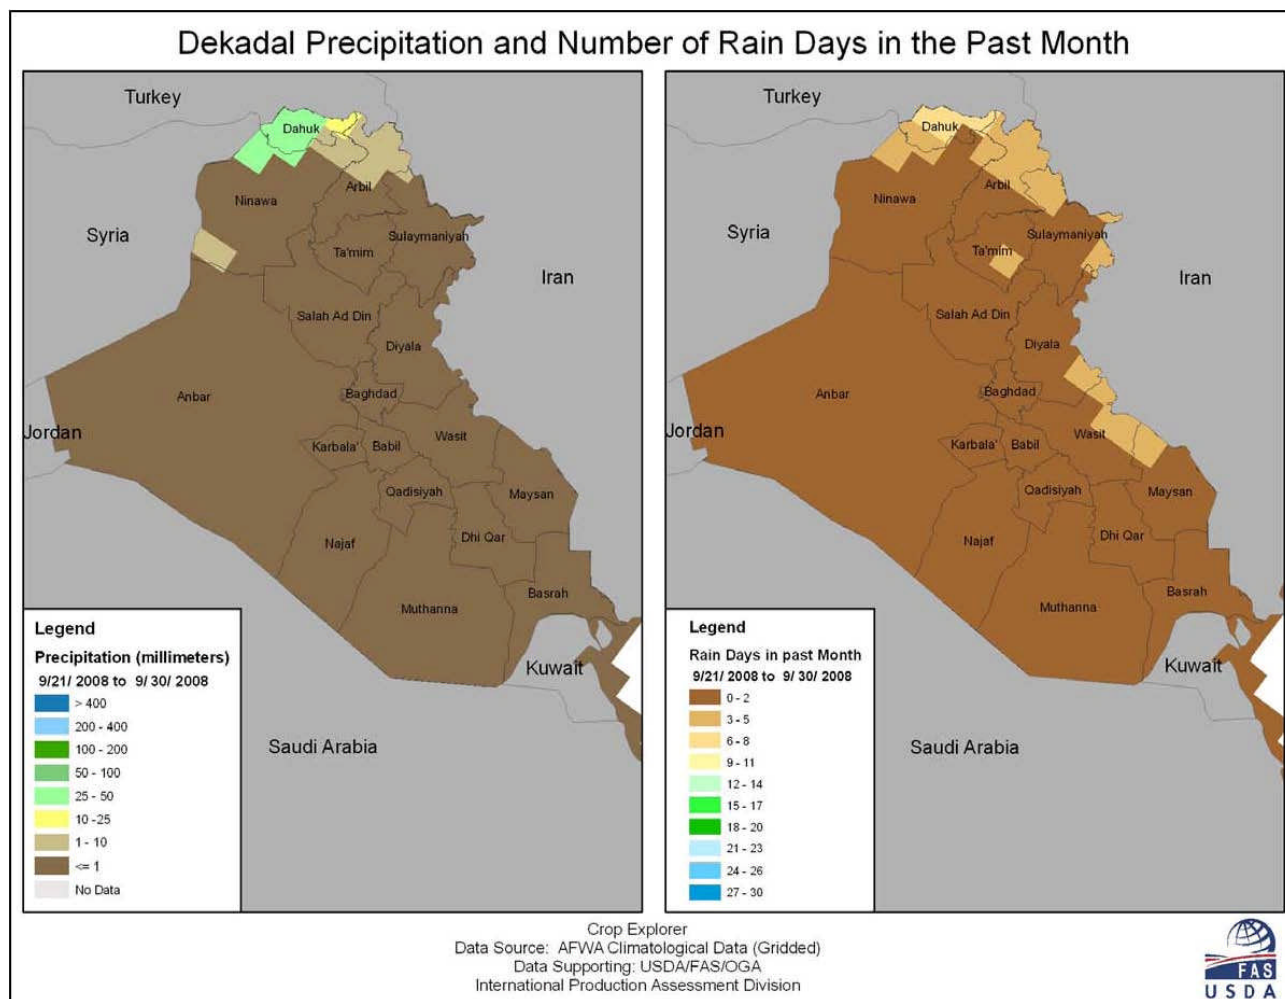 Dekadal Precipitation and Number of Rain Days in the Past Month
Turkey
Dahuk
Arbil
Ninawa
Syria
Sulaymaniyah
Ta'mim
Iran
Salah Ad Din
Diyala
Baghdad
Anbar
Jordan
Karbala'
Babil
Wasit
Qadisiyah
Maysan
Najaf
Dhi Qar
Basrah
Muthanna
Kuwait
Saudi Arabia
Legend
Precipitation (millimeters)
9/21/ 2008 to 9/ 30/ 2008
> 400
200 - 400
100 - 200
50 - 100
25 - 50
10 -25
1 - 10
<= 1
No Data
Turkey
Dahuk
Arbil
Ninawa
Syria
Sulaymaniyah
Ta'mim
Iran
Salah Ad Din
Diyala
Baghdad
Anbar
Jordan
Karbala'
Babil
Wasit
Qadisiyah
Maysan
Najaf
Dhi Qar
Basrah
Muthanna
Kuwait
Saudi Arabia
Legend
Rain Days in past Month
9/21/ 2008 to 9/ 30/ 2008
0 - 2
3 - 5
6 - 8
9 - 11
12 - 14
15 - 17
18 - 20
21 - 23
24 - 26
27 - 30
Crop Explorer
Data Source: AFWA Climatological Data (Gridded)
Data Supporting: USDA/FAS/OGA
International Production Assessment Division
FAS
USDA